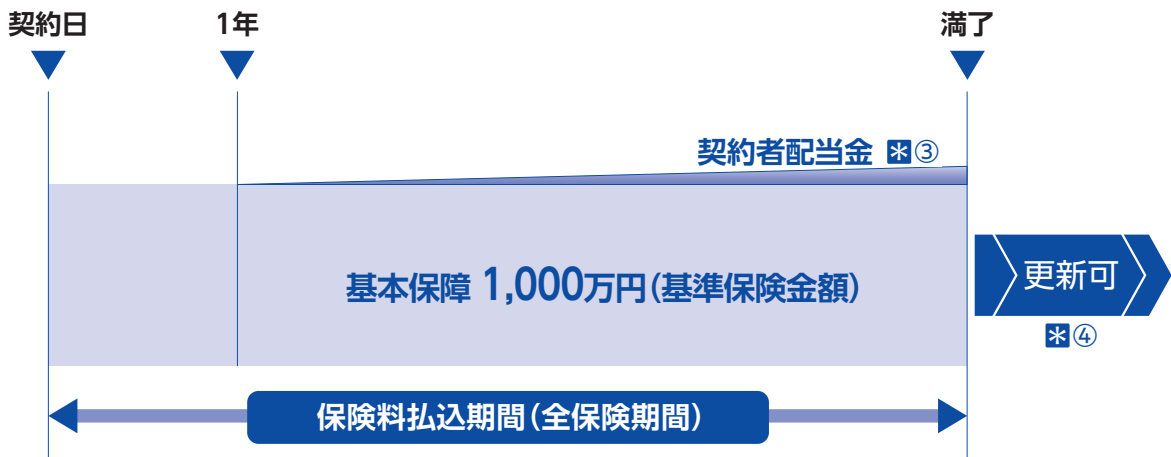 契約日
1年
満了
契約者配当金 *③
基本保障 1,000万円(基準保険金額)
更新可
*④
保険料払込期間(全保険期間)